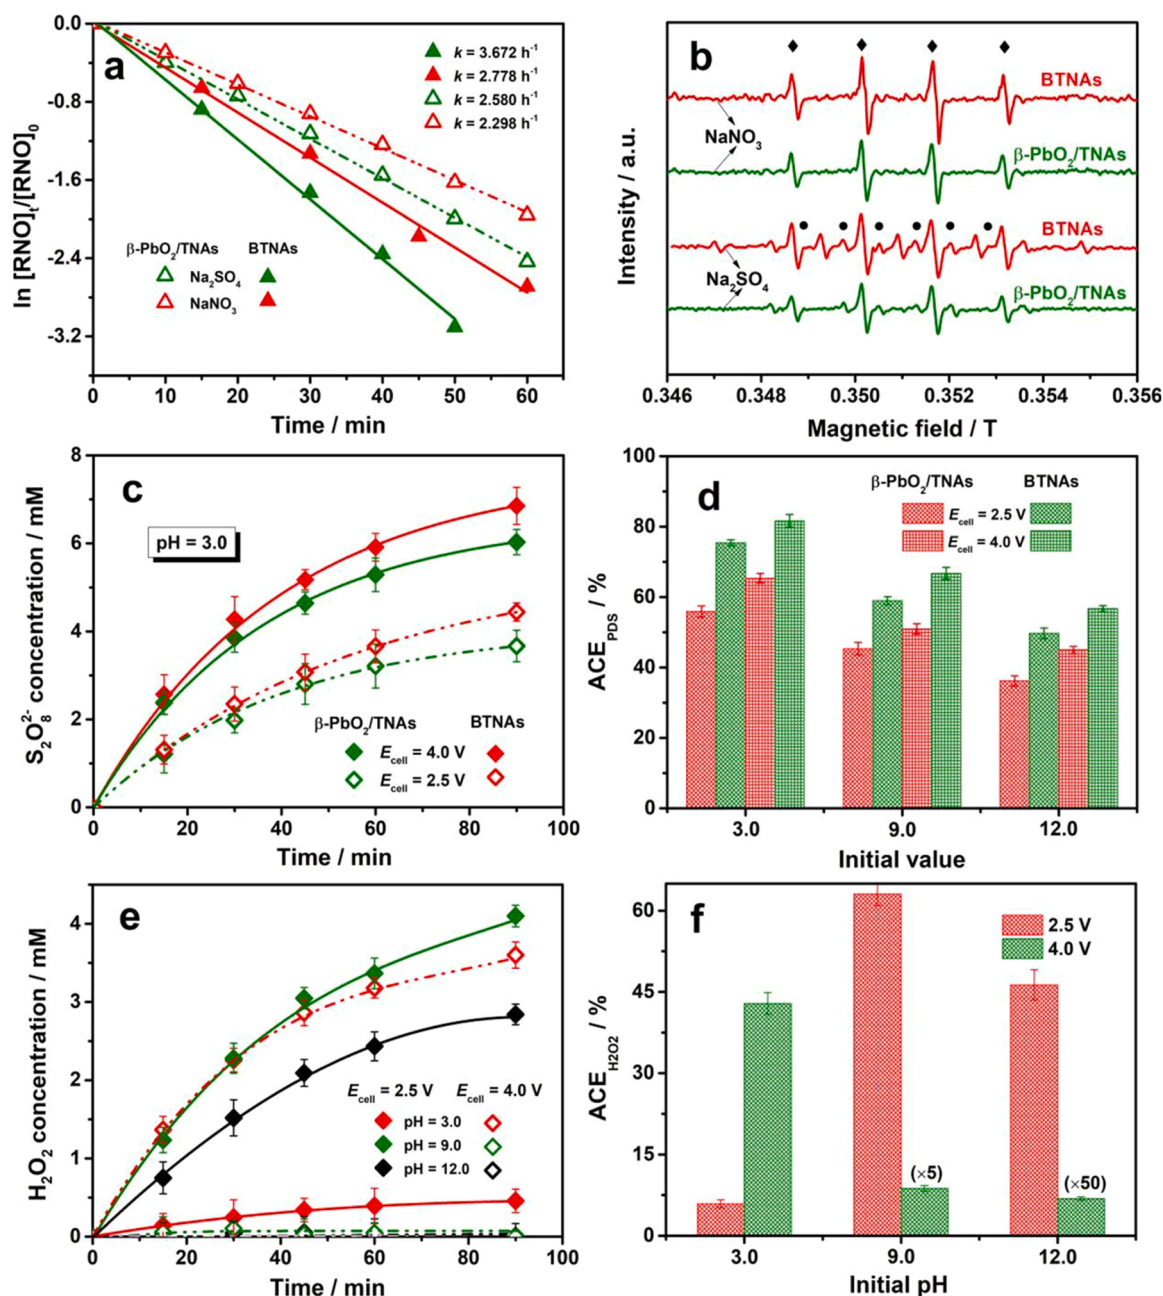 a
ln [RNO]t/[RNO]0
0.0
-0.8
-1.6
-2.4
-3.2
k = 3.672 h-1
k = 2.778 h-1
k = 2.580 h-1
k = 2.298 h-1
β-PbO2/TNAs BTNAs
Na2SO4
NaNO3
0 10 20 30 40 50 60
Time / min
b
Intensity / a.u.
BTNAs
NaNO3
β-PbO2/TNAs
BTNAs
Na2SO4
β-PbO2/TNAs
0.346 0.348 0.350 0.352 0.354 0.356
Magnetic field / T
c
S2O8 2- concentration / mM
8
6
4
2
0
pH = 3.0
β-PbO2/TNAs BTNAs
Ecell = 4.0 V
Ecell = 2.5 V
0 20 40 60 80 100
Time / min
d
ACEPDS / %
100
80
60
40
20
0
β-PbO2/TNAs BTNAs
Ecell = 2.5 V
Ecell = 4.0 V
3.0 9.0 12.0
Initial value
e
H2O2 concentration / mM
4
3
2
1
0
Ecell = 2.5 V Ecell = 4.0 V
pH = 3.0
pH = 9.0
pH = 12.0
0 20 40 60 80 100
Time / min
f
ACEH2O2 / %
60
45
30
15
0
2.5 V
4.0 V
(×5)
(×50)
3.0 9.0 12.0
Initial pH